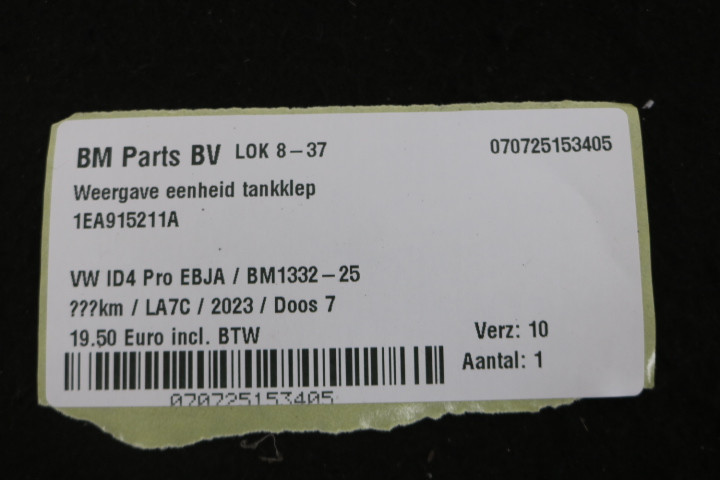 BM Parts BV LOK 8-37 070725153405
Weergave eenheid tankklep
1EA915211A
VW ID4 Pro EBJA / BM1332-25
???km / LA7C / 2023 / Doos 7
19.50 Euro incl. BTW Verz: 10
Aantal: 1
070725153405